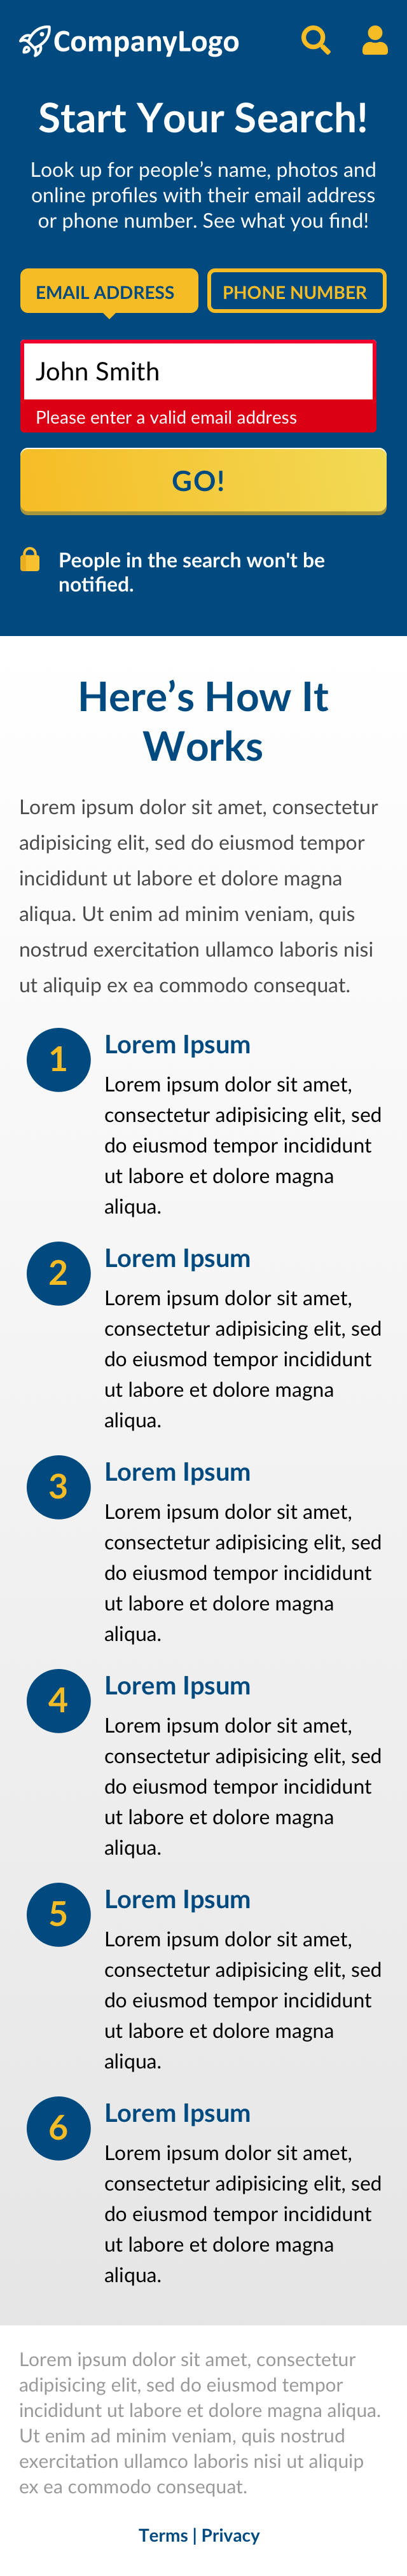 CompanyLogo
Start Your Search!
Look up for people’s name, photos and
online profiles with their email address
or phone number. See what you find!
EMAIL ADDRESS
PHONE NUMBER
John Smith
Please enter a valid email address
GO!
People in the search won't be
notified.
Here’s How It
Works
Lorem ipsum dolor sit amet, consectetur
adipisicing elit, sed do eiusmod tempor
incididunt ut labore et dolore magna
aliqua. Ut enim ad minim veniam, quis
nostrud exercitation ullamco laboris nisi
ut aliquip ex ea commodo consequat.
1
Lorem Ipsum
Lorem ipsum dolor sit amet,
consectetur adipisicing elit, sed
do eiusmod tempor incididunt
ut labore et dolore magna
aliqua.
2
Lorem Ipsum
Lorem ipsum dolor sit amet,
consectetur adipisicing elit, sed
do eiusmod tempor incididunt
ut labore et dolore magna
aliqua.
3
Lorem Ipsum
Lorem ipsum dolor sit amet,
consectetur adipisicing elit, sed
do eiusmod tempor incididunt
ut labore et dolore magna
aliqua.
4
Lorem Ipsum
Lorem ipsum dolor sit amet,
consectetur adipisicing elit, sed
do eiusmod tempor incididunt
ut labore et dolore magna
aliqua.
5
Lorem Ipsum
Lorem ipsum dolor sit amet,
consectetur adipisicing elit, sed
do eiusmod tempor incididunt
ut labore et dolore magna
aliqua.
6
Lorem Ipsum
Lorem ipsum dolor sit amet,
consectetur adipisicing elit, sed
do eiusmod tempor incididunt
ut labore et dolore magna
aliqua.
Lorem ipsum dolor sit amet, consectetur
adipisicing elit, sed do eiusmod tempor
incididunt ut labore et dolore magna aliqua.
Ut enim ad minim veniam, quis nostrud
exercitation ullamco laboris nisi ut aliquip
ex ea commodo consequat.
Terms | Privacy